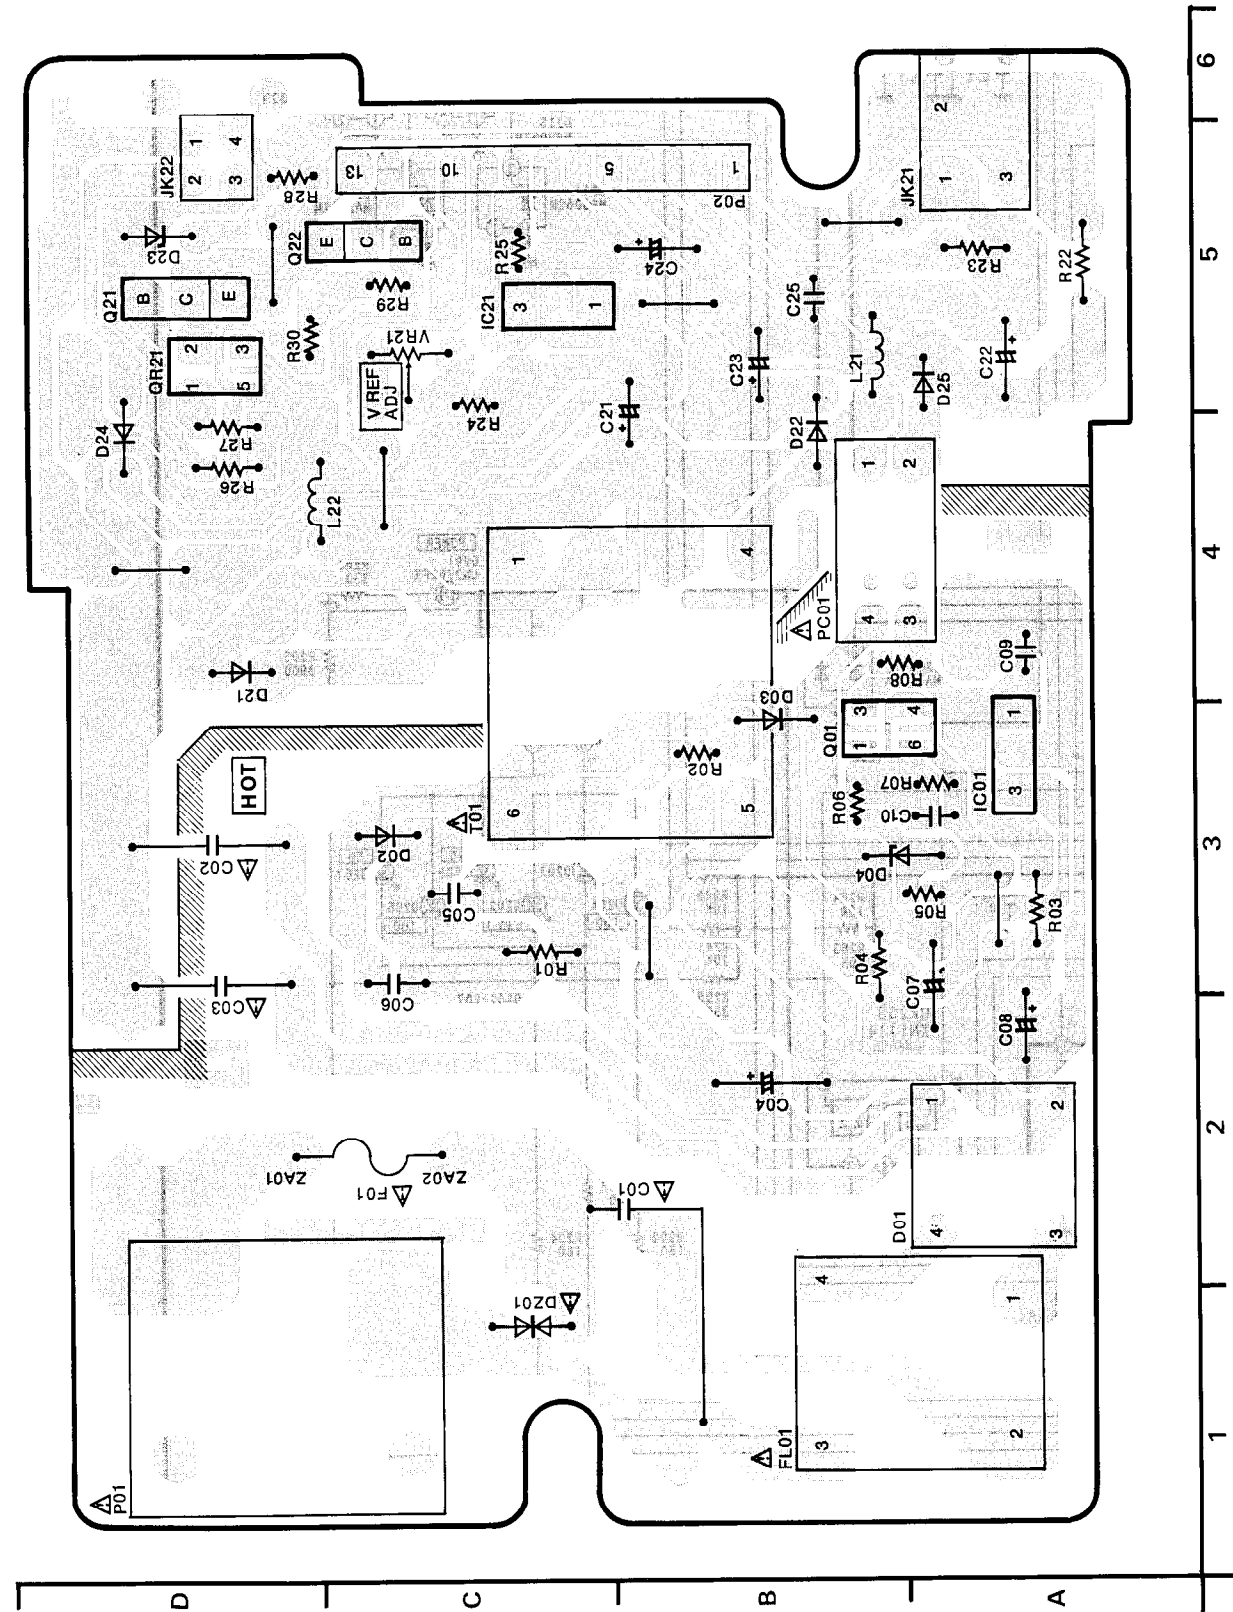 6
5
4
3
2
1
D
C
B
A
JK22
2 1
3 4
R28
D23
Q22
E
C
B
13
10
5
1
P02
JK21
2
1
3
Q21
B
C
E
R29
R25
C24
R23
R22
IC21
3
1
C25
QR21
2
3
1
5
R30
VR21
V REF
ADJ
C23
L21
C22
D25
D24
R27
R26
R24
C21
D22
L22
1
2
4
3
PC01
T01
1
4
6
5
D21
D03
R08
C09
Q01
3
4
1
6
R02
HOT
R06
R07
C10
IC01
1
3
C02
D02
C05
D04
R05
R03
C03
C06
R01
R04
C07
C08
C04
D01
1
2
4
3
ZA01
F01
ZA02
C01
DZ01
FL01
4
1
3
2
P01